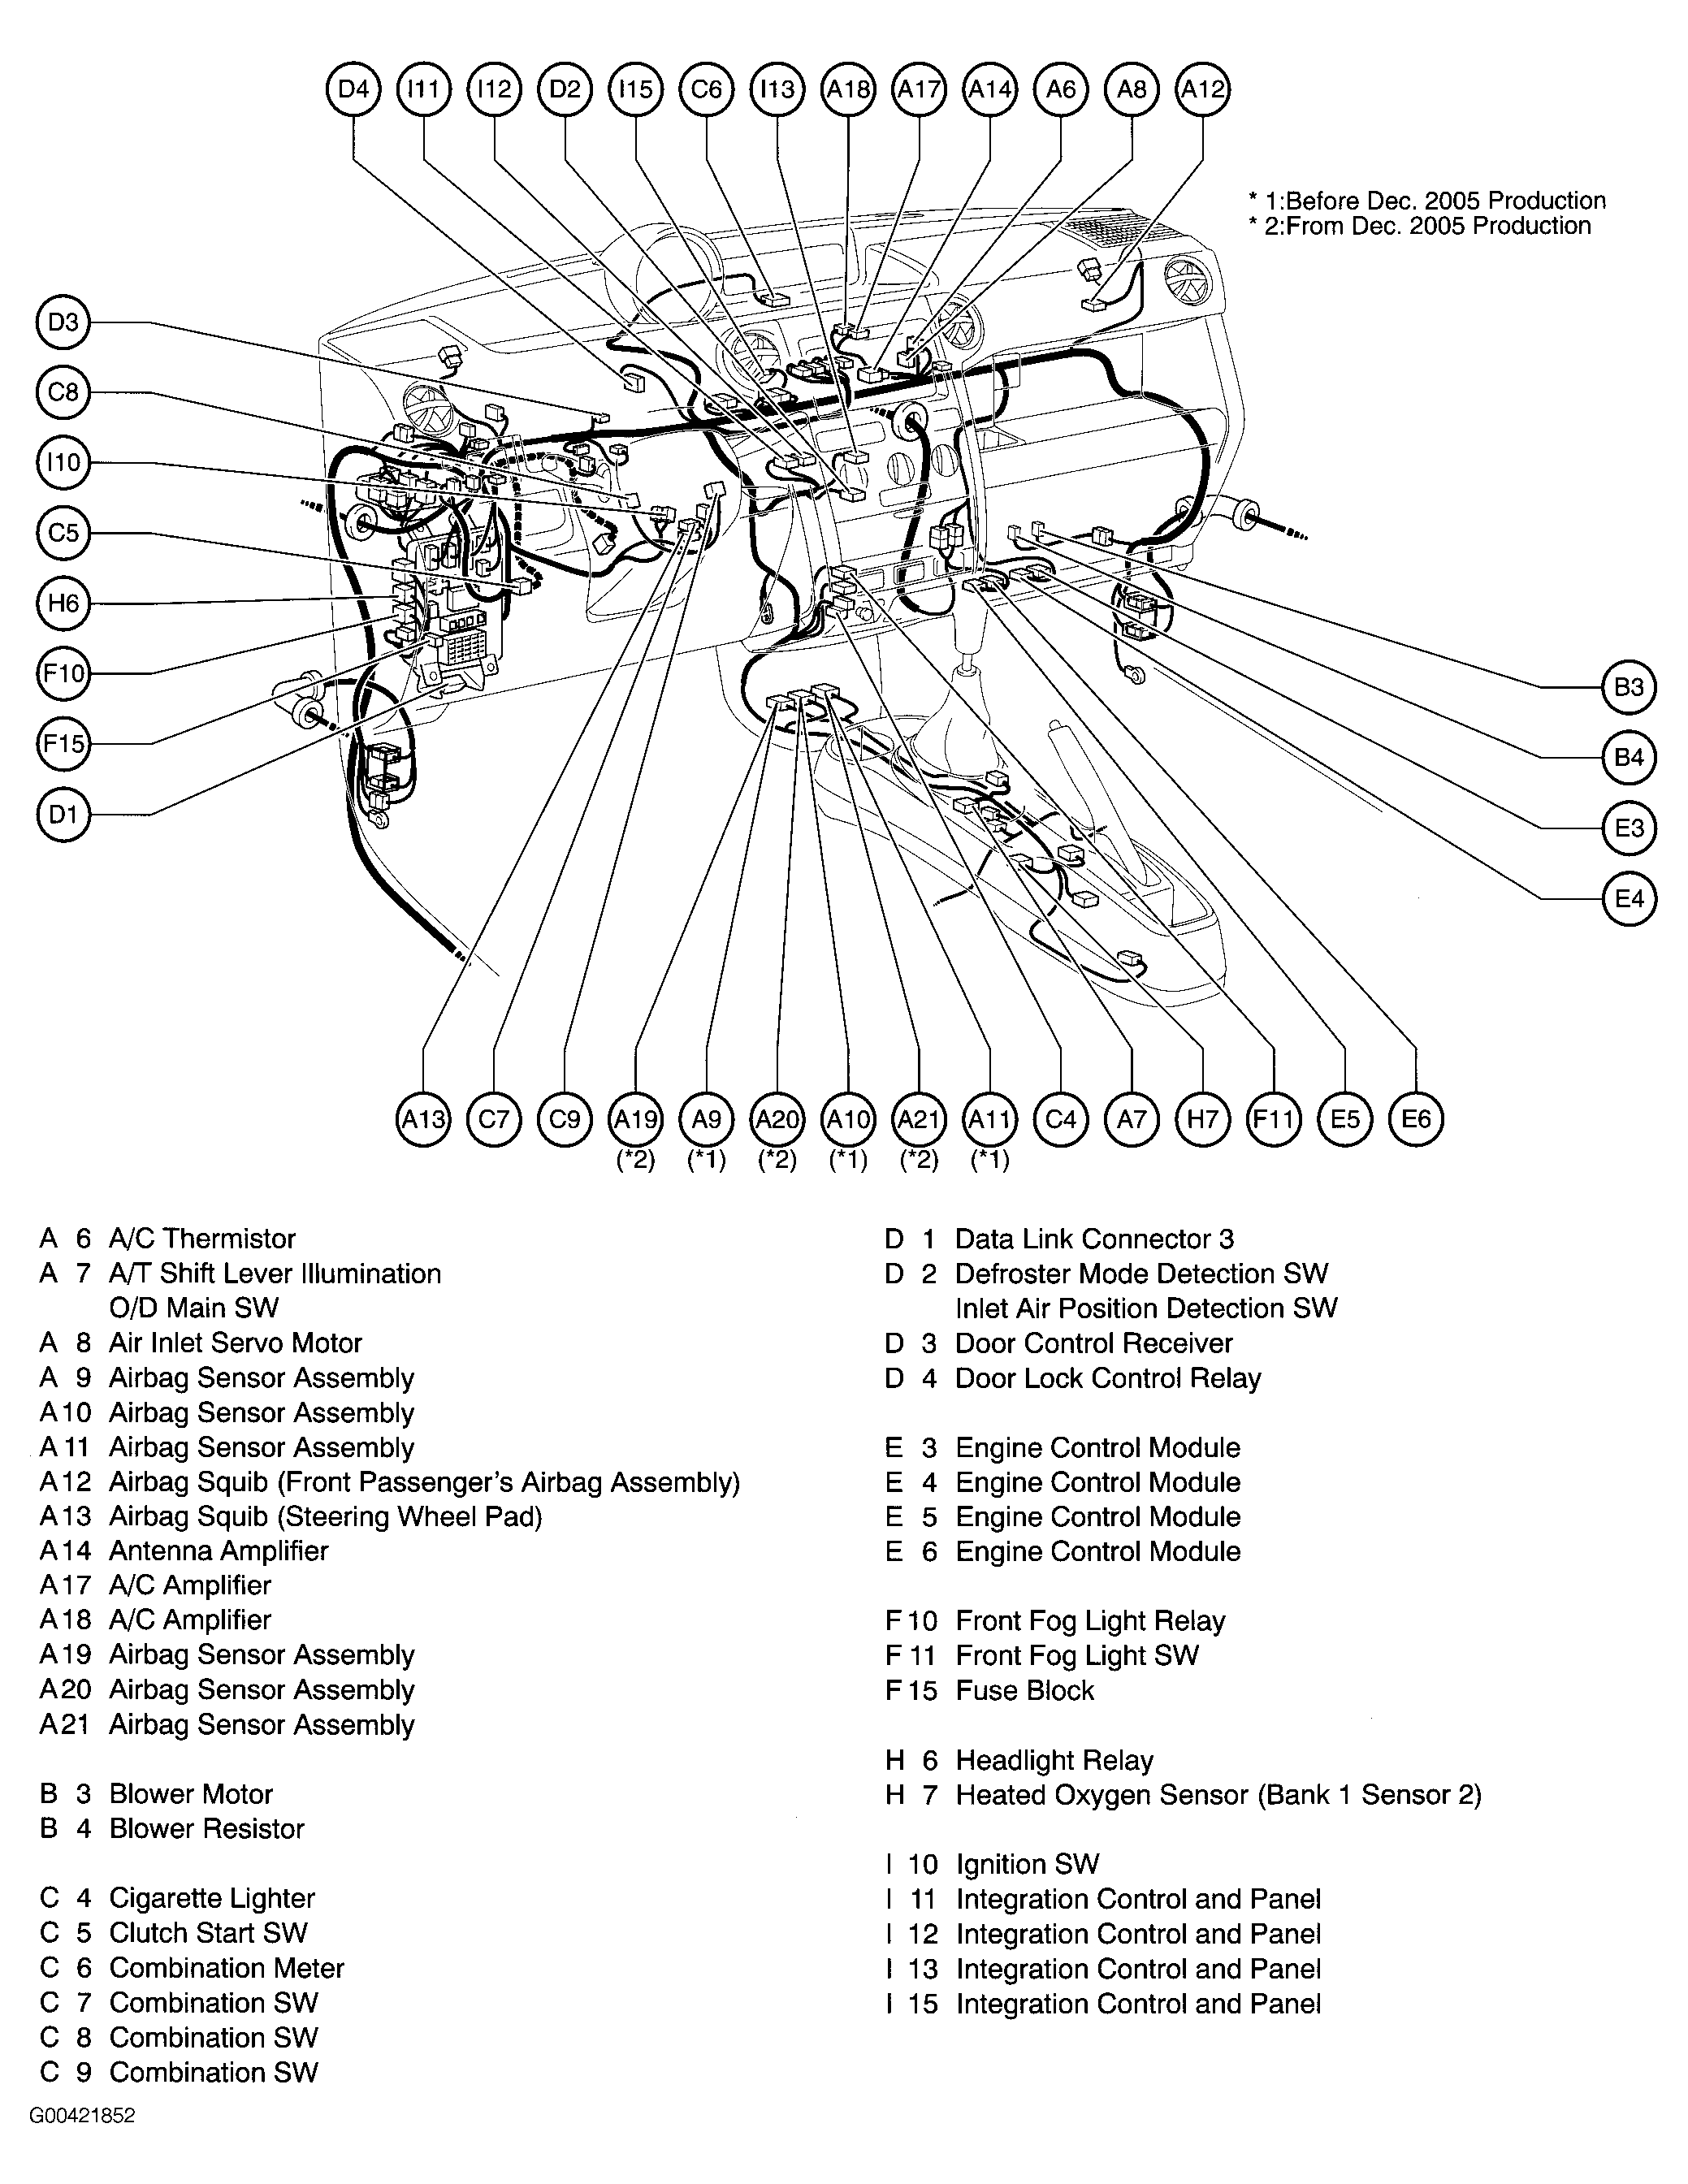 D4 I11 I12 D2 I15 C6 I13 A18 A17 A14 A6 A8 A12
* 1:Before Dec. 2005 Production
* 2:From Dec. 2005 Production
D3
C8
I10
C5
H6
F10
F15
D1
B3
B4
E3
E4
A13 C7 C9 A19 A9 A20 A10 A21 A11 C4 A7 H7 F11 E5 E6
(*2) (*1) (*2) (*1) (*2) (*1)
A 6 A/C Thermistor
A 7 A/T Shift Lever Illumination
O/D Main SW
A 8 Air Inlet Servo Motor
A 9 Airbag Sensor Assembly
A10 Airbag Sensor Assembly
A11 Airbag Sensor Assembly
A12 Airbag Squib (Front Passenger's Airbag Assembly)
A13 Airbag Squib (Steering Wheel Pad)
A14 Antenna Amplifier
A17 A/C Amplifier
A18 A/C Amplifier
A19 Airbag Sensor Assembly
A20 Airbag Sensor Assembly
A21 Airbag Sensor Assembly
B 3 Blower Motor
B 4 Blower Resistor
C 4 Cigarette Lighter
C 5 Clutch Start SW
C 6 Combination Meter
C 7 Combination SW
C 8 Combination SW
C 9 Combination SW
D 1 Data Link Connector 3
D 2 Defroster Mode Detection SW
Inlet Air Position Detection SW
D 3 Door Control Receiver
D 4 Door Lock Control Relay
E 3 Engine Control Module
E 4 Engine Control Module
E 5 Engine Control Module
E 6 Engine Control Module
F10 Front Fog Light Relay
F11 Front Fog Light SW
F15 Fuse Block
H 6 Headlight Relay
H 7 Heated Oxygen Sensor (Bank 1 Sensor 2)
I 10 Ignition SW
I 11 Integration Control and Panel
I 12 Integration Control and Panel
I 13 Integration Control and Panel
I 15 Integration Control and Panel
G00421852